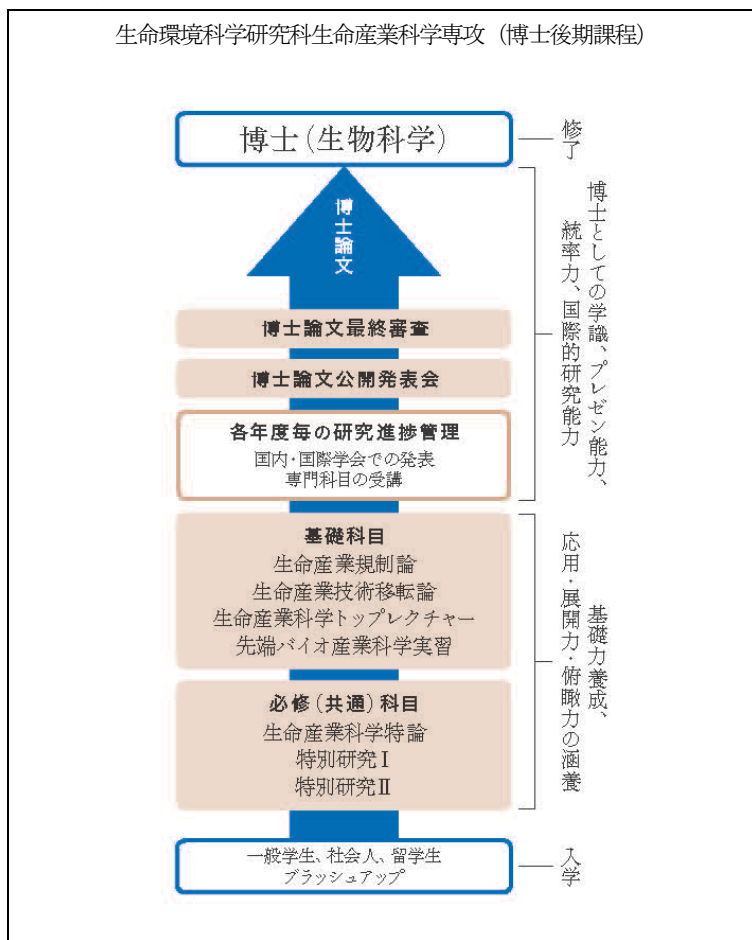 生命環境科学研究科生命産業科学専攻（博士後期課程）
博士（生物科学）
修了
博士論文
博士論文最終審査
博士論文公開発表会
各年度毎の研究進捗管理
国内・国際学会での発表
専門科目の受講
博士としての学識、プレゼン能力、
統率力、国際的研究能力
基礎科目
生命産業規制論
生命産業技術移転論
生命産業科学トップレクチャー
先端バイオ産業科学実習
必修（共通）科目
生命産業科学特論
特別研究Ⅰ
特別研究Ⅱ
基礎力養成、
応用・展開力・俯瞰力の涵養
一般学生、社会人、留学生
ブラッシュアップ
入学